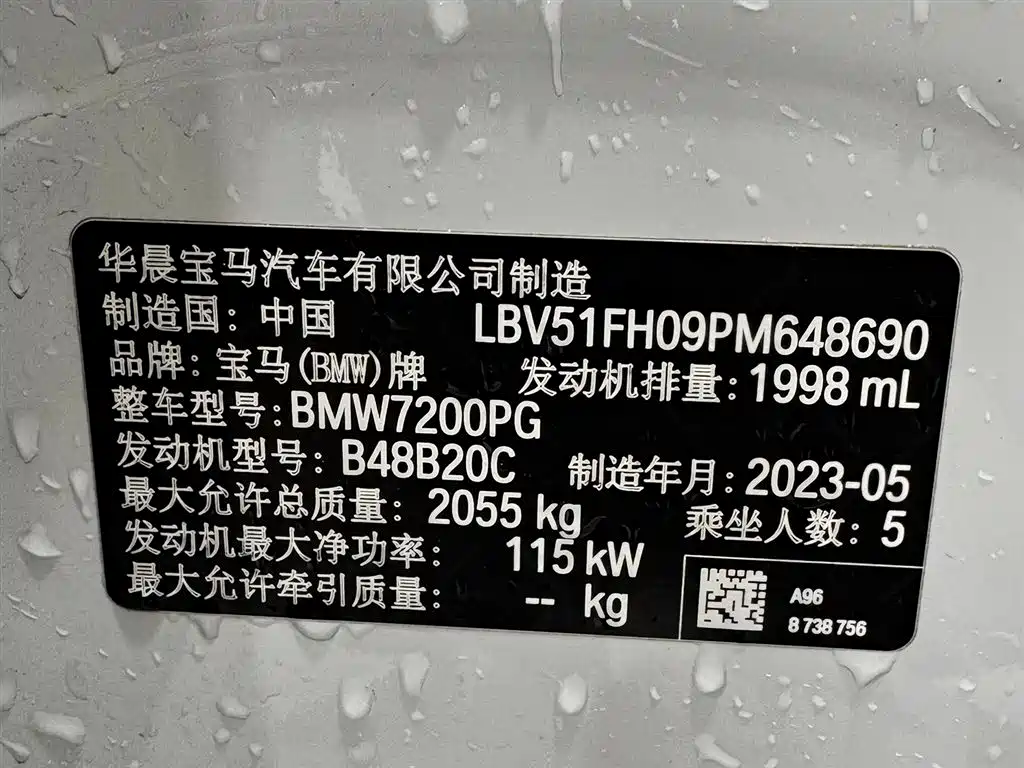 华晨宝马汽车有限公司制造
制造国：中国 LBV51FH09PM648690
品牌：宝马(BMW)牌 发动机排量：1998 mL
整车型号：BMW7200PG
发动机型号：B48B20C 制造年月：2023-05
最大允许总质量：2055 kg 乘坐人数：5
发动机最大净功率：115 kW
最大允许牵引质量：-- kg
A96
8 738 756